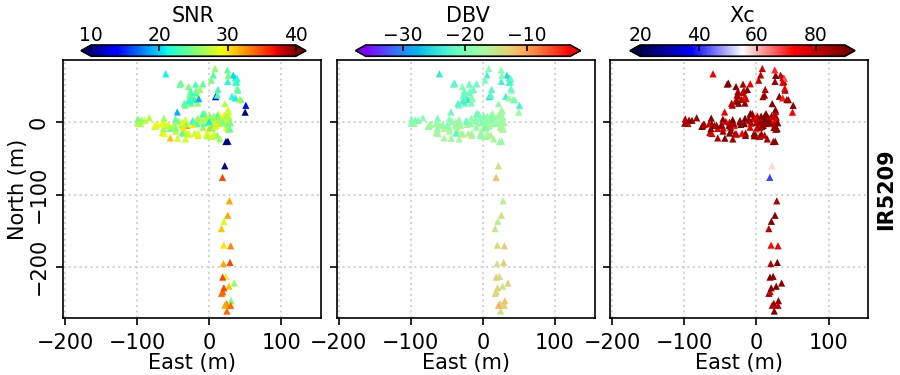 SNR DBV Xc
10 20 30 40 −30 −20 −10 20 40 60 80
0
−100
−200
North (m)
IR5209
−200 −100 0 100 −200 −100 0 100 −200 −100 0 100
East (m) East (m) East (m)